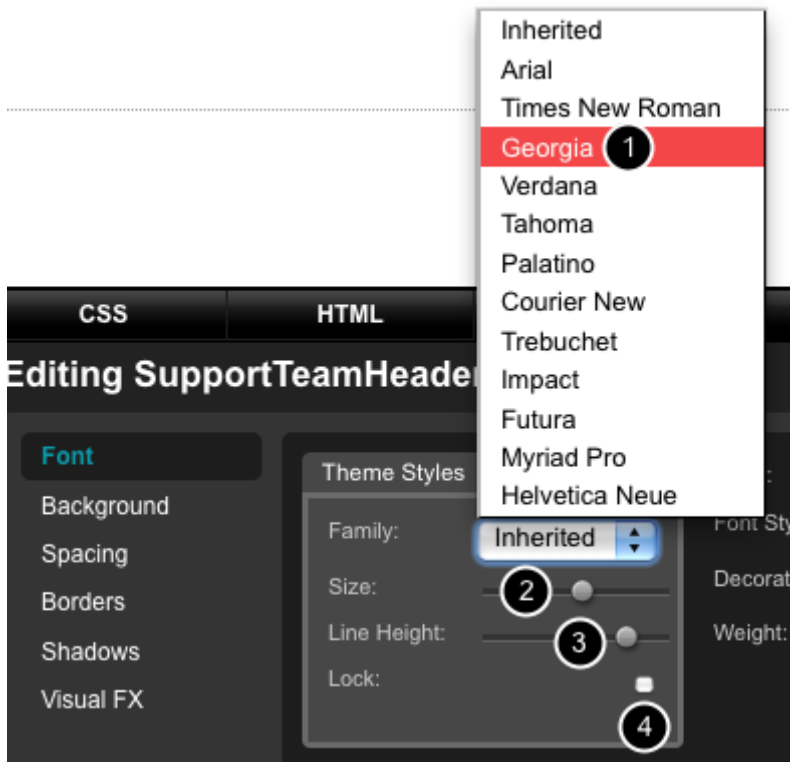 Inherited
Arial
Times New Roman
Georgia 1
Verdana
Tahoma
Palatino
Courier New
Trebuchet
Impact
Futura
Myriad Pro
Helvetica Neue
CSS HTML
Editing SupportTeamHeader
Font
Background
Spacing
Borders
Shadows
Visual FX
Theme Styles
Family: Inherited
Size: 2
Line Height: 3
Lock:
4
Font Sty
Decorat
Weight: